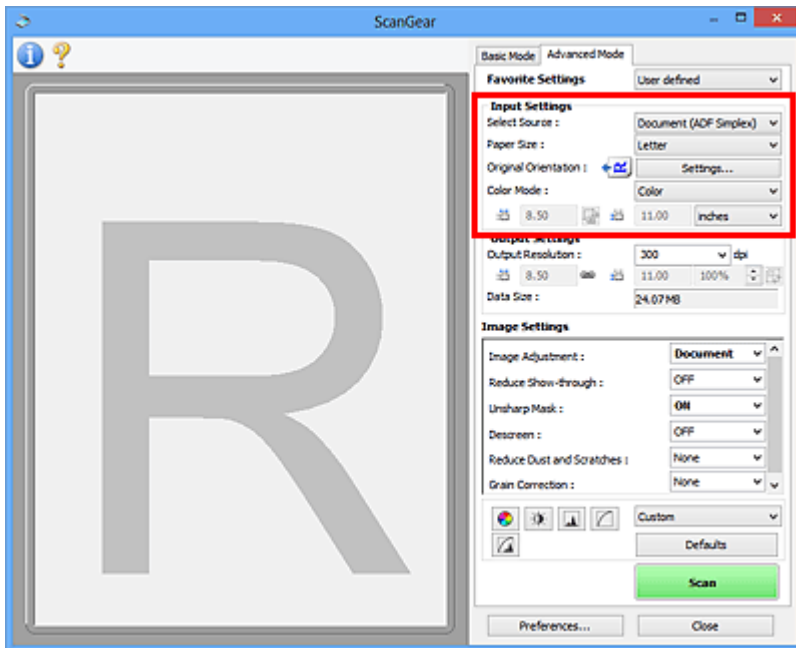 ScanGear
Basic Mode Advanced Mode
Favorite Settings User defined
Input Settings
Select Source : Document (ADF Simplex)
Paper Size : Letter
Original Orientation : R Settings...
Color Mode : Color
8.50 11.00 inches
Output Settings
Output Resolution : 300 dpi
8.50 11.00 100%
Data Size : 24.07 MB
Image Settings
Image Adjustment : Document
Reduce Show-through : OFF
Unsharp Mask : ON
Descreen : OFF
Reduce Dust and Scratches : None
Grain Correction : None
Custom
Defaults
Scan
Preferences... Close
R